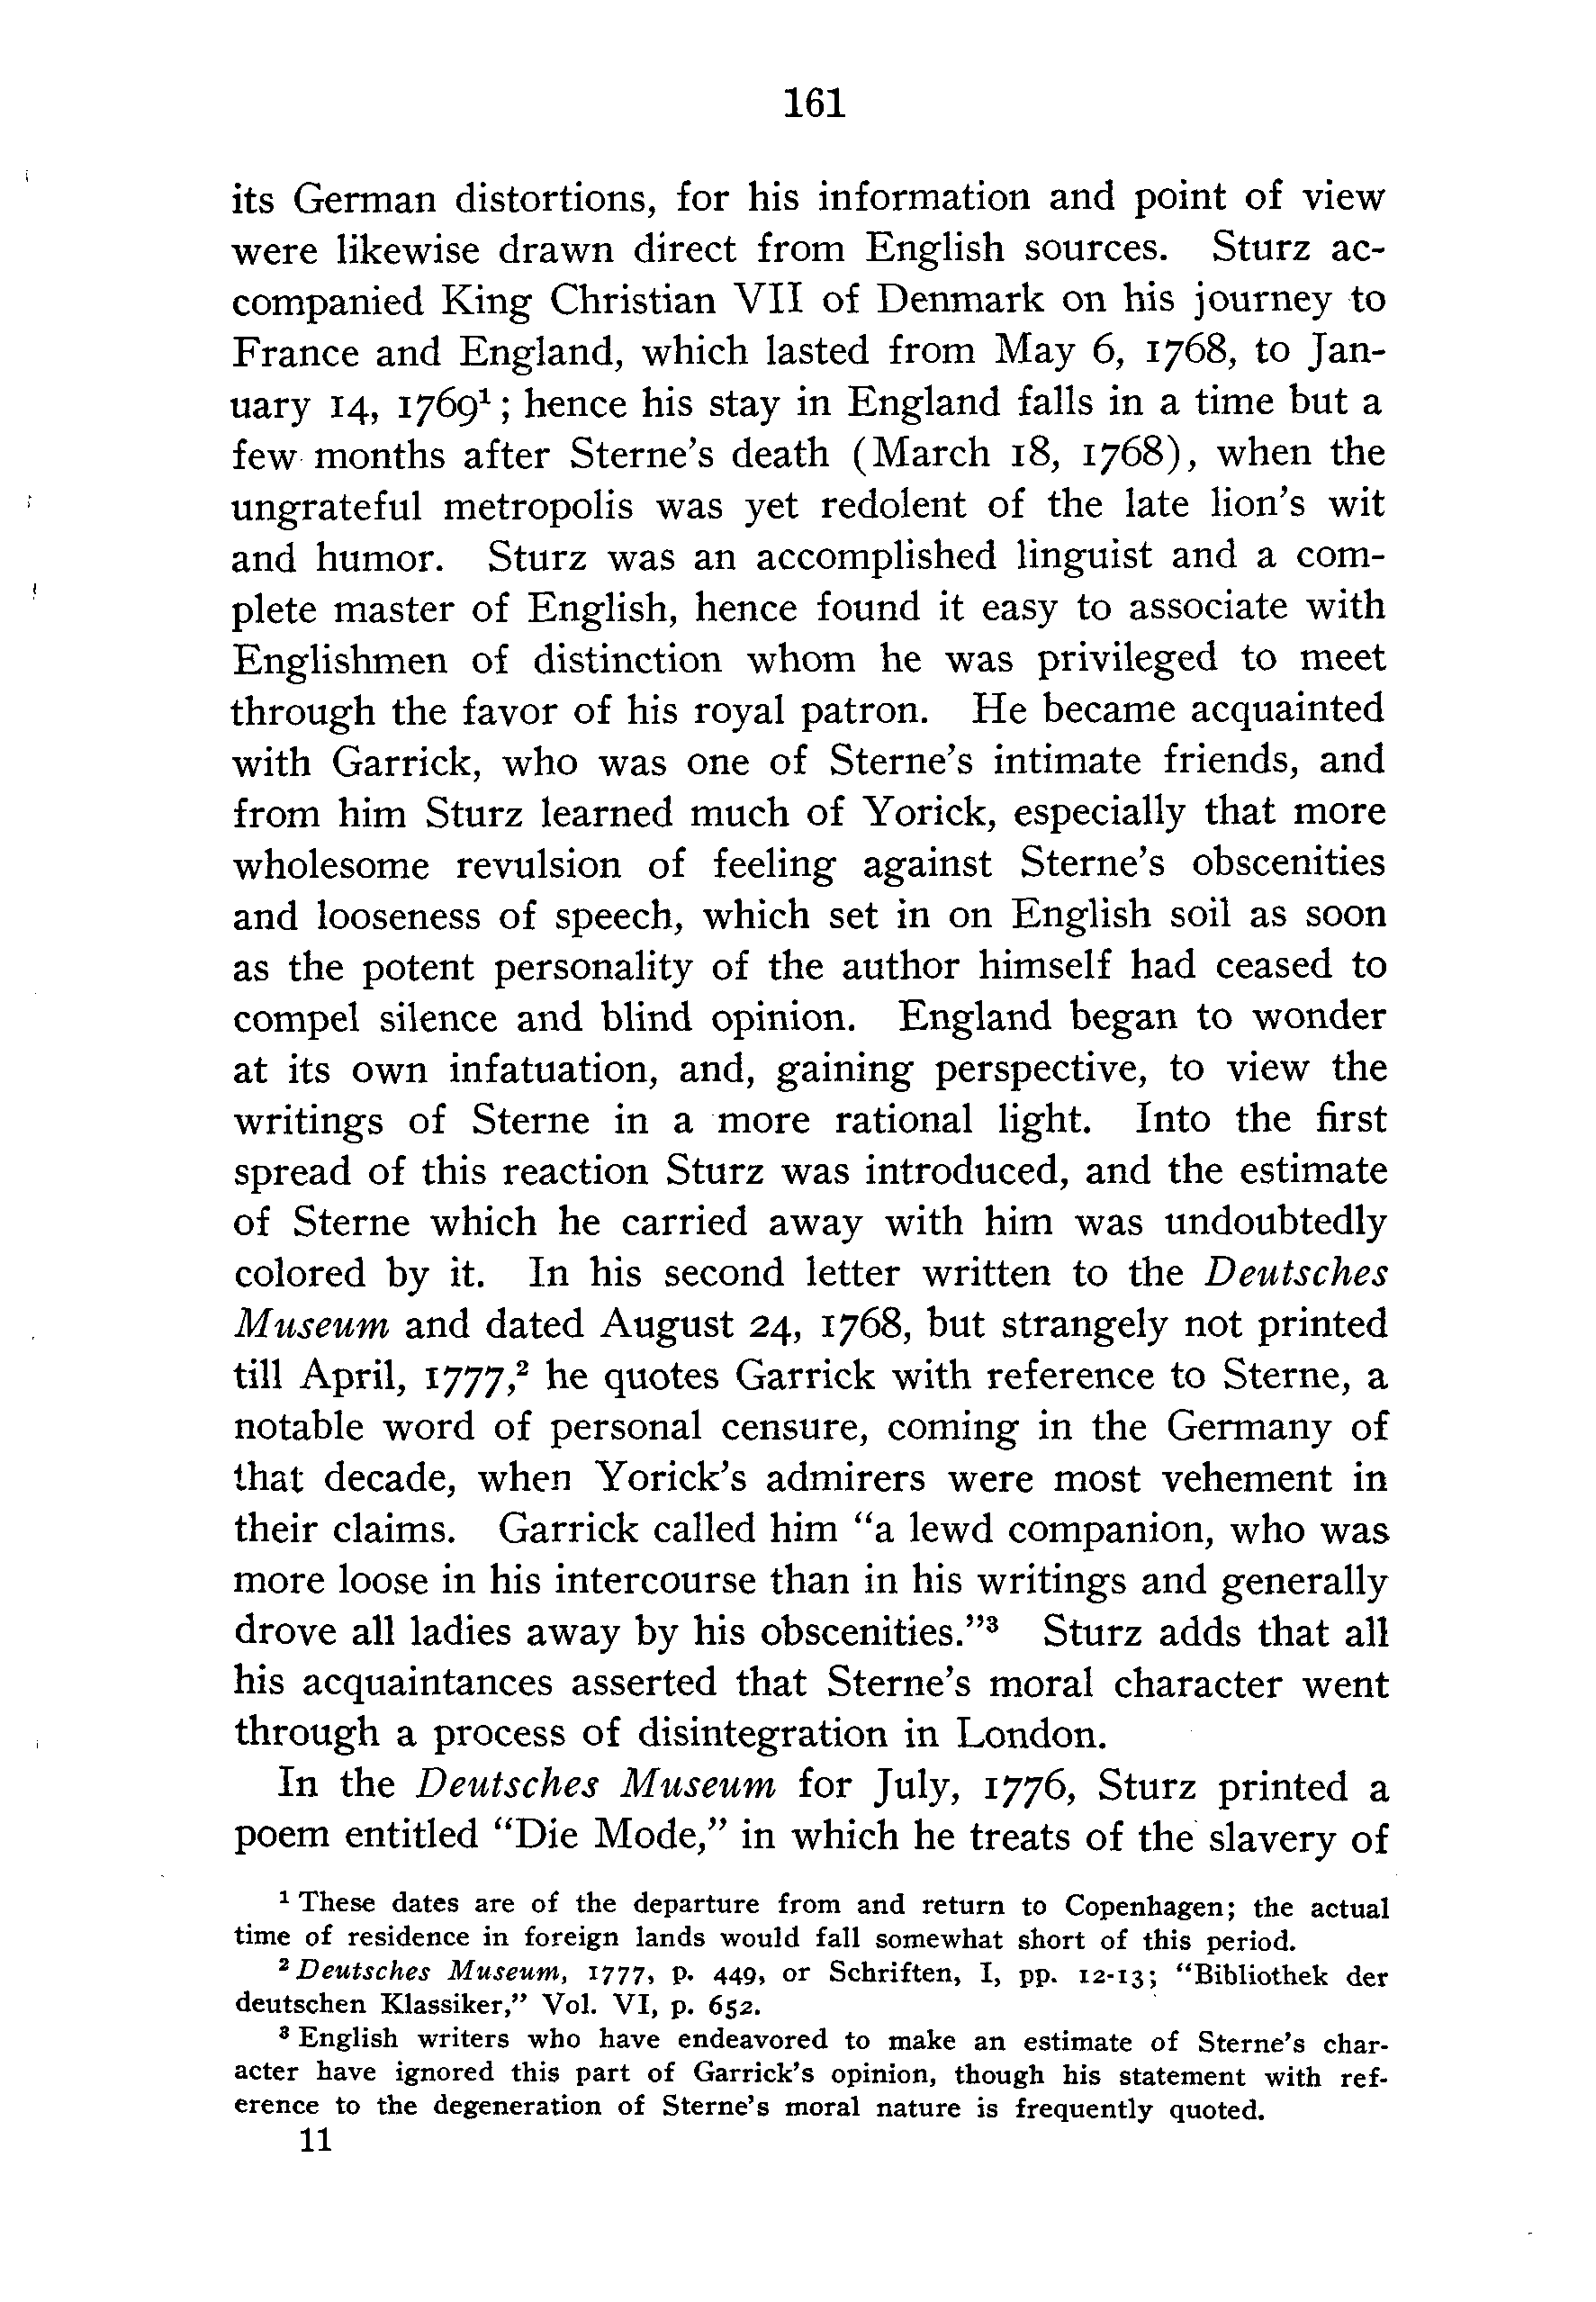 161
its German distortions, for his information and point of view
were likewise drawn direct from English sources. Sturz ac-
companied King Christian VII of Denmark on his journey to
France and England, which lasted from May 6, 1768, to Jan-
uary 14, 1769¹; hence his stay in England falls in a time but a
few months after Sterne's death (March 18, 1768), when the
ungrateful metropolis was yet redolent of the late lion's wit
and humor. Sturz was an accomplished linguist and a com-
plete master of English, hence found it easy to associate with
Englishmen of distinction whom he was privileged to meet
through the favor of his royal patron. He became acquainted
with Garrick, who was one of Sterne's intimate friends, and
from him Sturz learned much of Yorick, especially that more
wholesome revulsion of feeling against Sterne's obscenities
and looseness of speech, which set in on English soil as soon
as the potent personality of the author himself had ceased to
compel silence and blind opinion. England began to wonder
at its own infatuation, and, gaining perspective, to view the
writings of Sterne in a more rational light. Into the first
spread of this reaction Sturz was introduced, and the estimate
of Sterne which he carried away with him was undoubtedly
colored by it. In his second letter written to the Deutsches
Museum and dated August 24, 1768, but strangely not printed
till April, 1777,² he quotes Garrick with reference to Sterne, a
notable word of personal censure, coming in the Germany of
that decade, when Yorick's admirers were most vehement in
their claims. Garrick called him "a lewd companion, who was
more loose in his intercourse than in his writings and generally
drove all ladies away by his obscenities."³ Sturz adds that all
his acquaintances asserted that Sterne's moral character went
through a process of disintegration in London.
In the Deutsches Museum for July, 1776, Sturz printed a
poem entitled "Die Mode," in which he treats of the slavery of
¹ These dates are of the departure from and return to Copenhagen; the actual
time of residence in foreign lands would fall somewhat short of this period.
² Deutsches Museum, 1777, p. 449, or Schriften, I, pp. 12-13; "Bibliothek der
deutschen Klassiker," Vol. VI, p. 652.
³ English writers who have endeavored to make an estimate of Sterne's char-
acter have ignored this part of Garrick's opinion, though his statement with ref-
erence to the degeneration of Sterne's moral nature is frequently quoted.
11